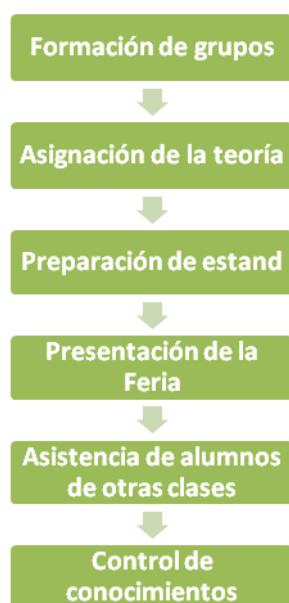 Formación de grupos
Asignación de la teoría
Preparación de estand
Presentación de la
Feria
Asistencia de alumnos
de otras clases
Control de
conocimientos